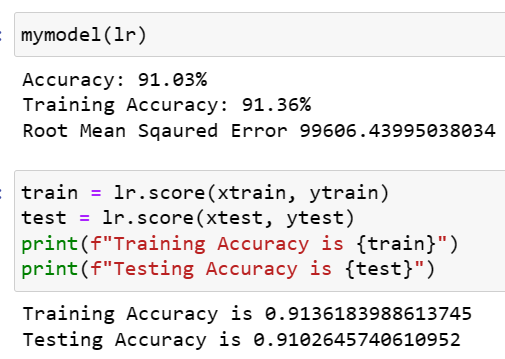 mymodel(lr)
Accuracy: 91.03%
Training Accuracy: 91.36%
Root Mean Sqaured Error 99606.43995038034
train = lr.score(xtrain, ytrain)
test = lr.score(xtest, ytest)
print(f"Training Accuracy is {train}")
print(f"Testing Accuracy is {test}")
Training Accuracy is 0.9136183988613745
Testing Accuracy is 0.9102645740610952